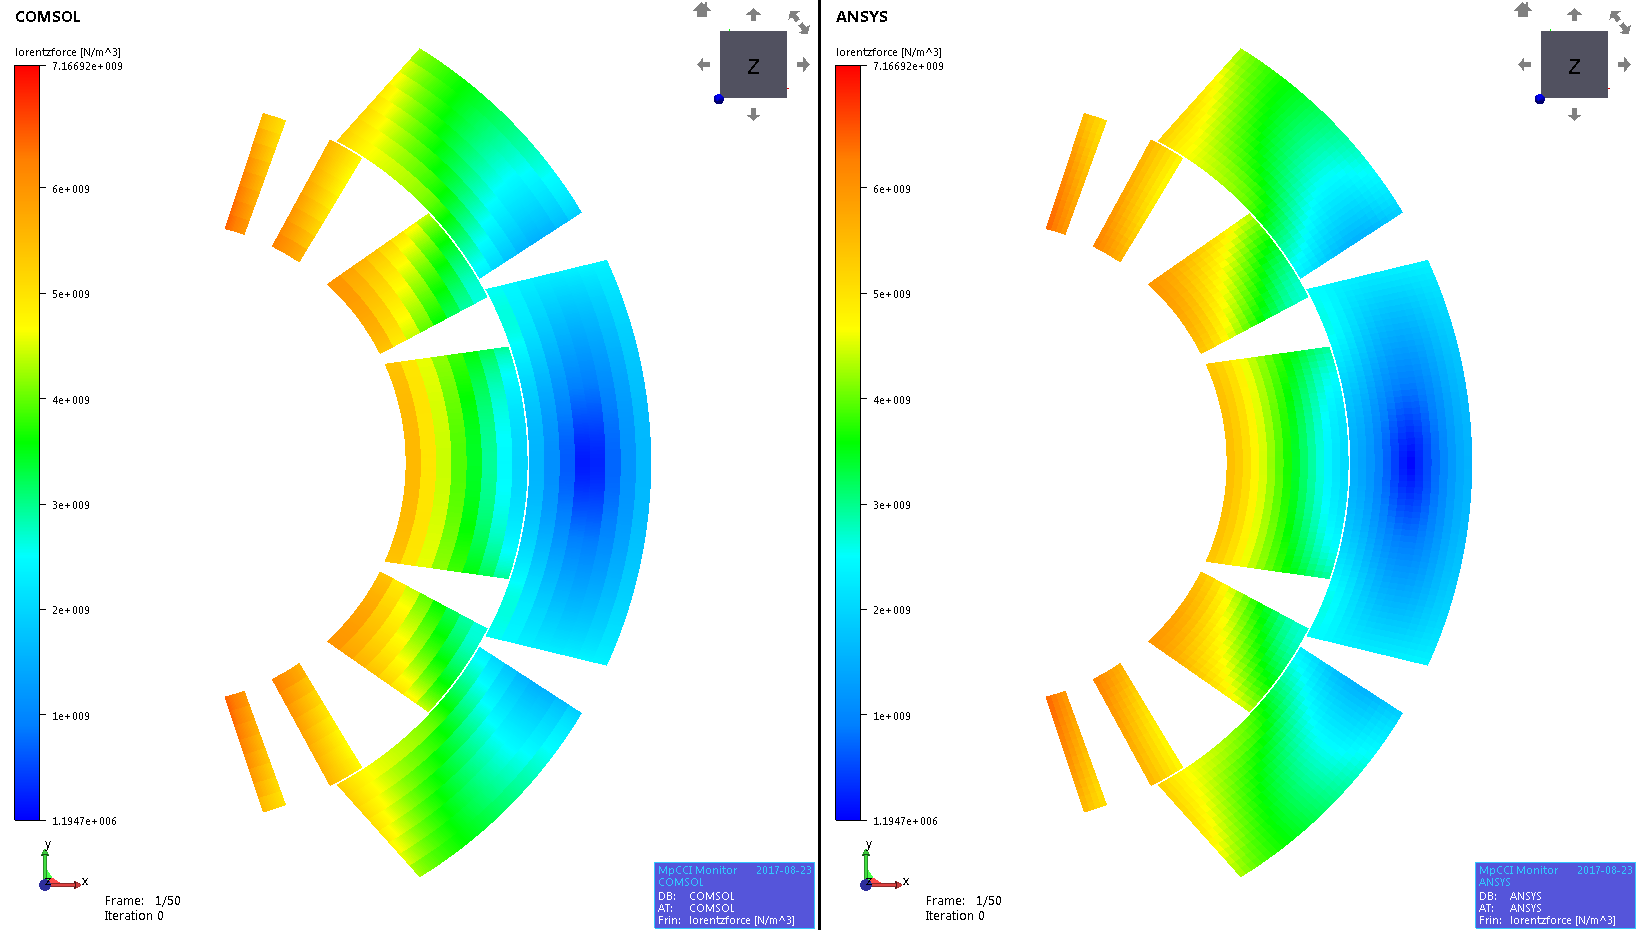 COMSOL
lorentzforce [N/m^3]
7.16692e+009
6e+009
5e+009
4e+009
3e+009
2e+009
1e+009
1.1947e+006
Z
y
z
x
Frame: 1/50
Iteration 0
MpCCI Monitor 2017-08-23
COMSOL
DB: COMSOL
AT: COMSOL
Frin: lorentzforce [N/m^3]
ANSYS
lorentzforce [N/m^3]
7.16692e+009
6e+009
5e+009
4e+009
3e+009
2e+009
1e+009
1.1947e+006
Z
y
z
x
Frame: 1/50
Iteration 0
MpCCI Monitor 2017-08-23
ANSYS
DB: ANSYS
AT: ANSYS
Frin: lorentzforce [N/m^3]